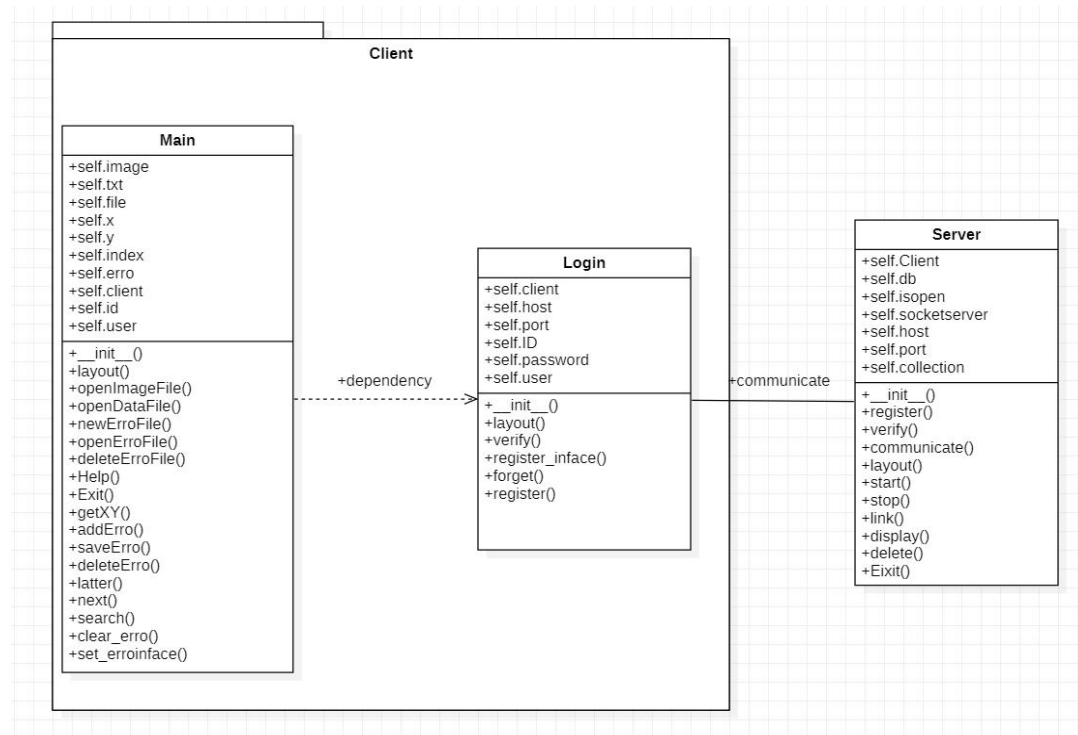 Client
Main
+self.image
+self.txt
+self.file
+self.x
+self.y
+self.index
+self.erro
+self.client
+self.id
+self.user
+__init__()
+layout()
+openImageFile()
+openDataFile()
+newErroFile()
+openErroFile()
+deleteErroFile()
+Help()
+Exit()
+getXY()
+addErro()
+saveErro()
+deleteErro()
+latter()
+next()
+search()
+clear_erro()
+set_erroinface()
+dependency
Login
+self.client
+self.host
+self.port
+self.ID
+self.password
+self.user
+__init__()
+layout()
+verify()
+register_inface()
+forget()
+register()
+communicate
Server
+self.Client
+self.db
+self.isopen
+self.socketserver
+self.host
+self.port
+self.collection
+__init__()
+register()
+verify()
+communicate()
+layout()
+start()
+stop()
+link()
+display()
+delete()
+Eixit()